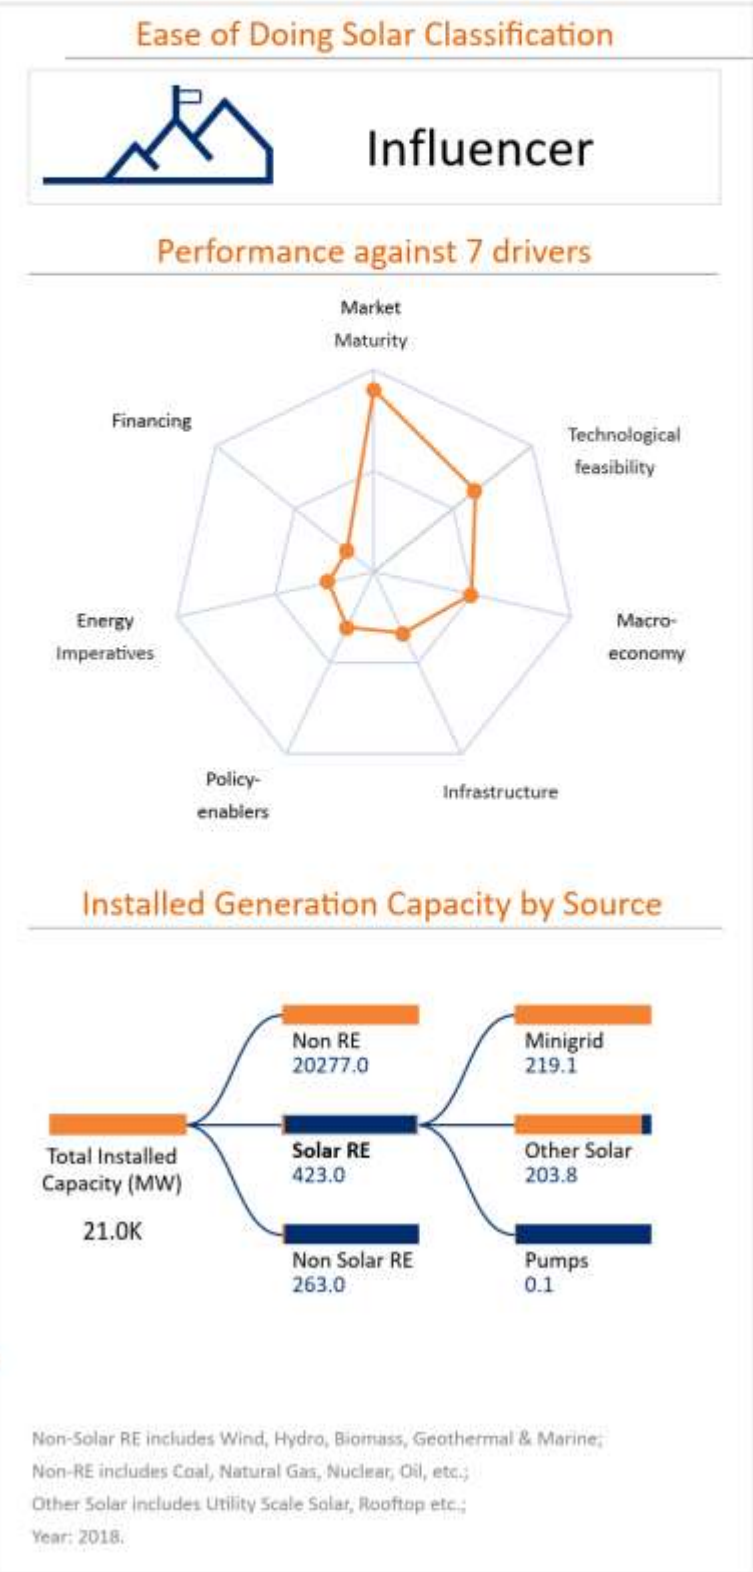 Ease of Doing Solar Classification
Influencer
Performance against 7 drivers
Market
Maturity
Financing
Technological
feasibility
Energy
Imperatives
Macro-
economy
Policy-
enablers
Infrastructure
Installed Generation Capacity by Source
Non RE
20277.0
Minigrid
219.1
Total Installed
Capacity (MW)
21.0K
Solar RE
423.0
Other Solar
203.8
Non Solar RE
263.0
Pumps
0.1
Non-Solar RE includes Wind, Hydro, Biomass, Geothermal & Marine;
Non-RE includes Coal, Natural Gas, Nuclear, Oil, etc.;
Other Solar includes Utility Scale Solar, Rooftop etc.;
Year: 2018.